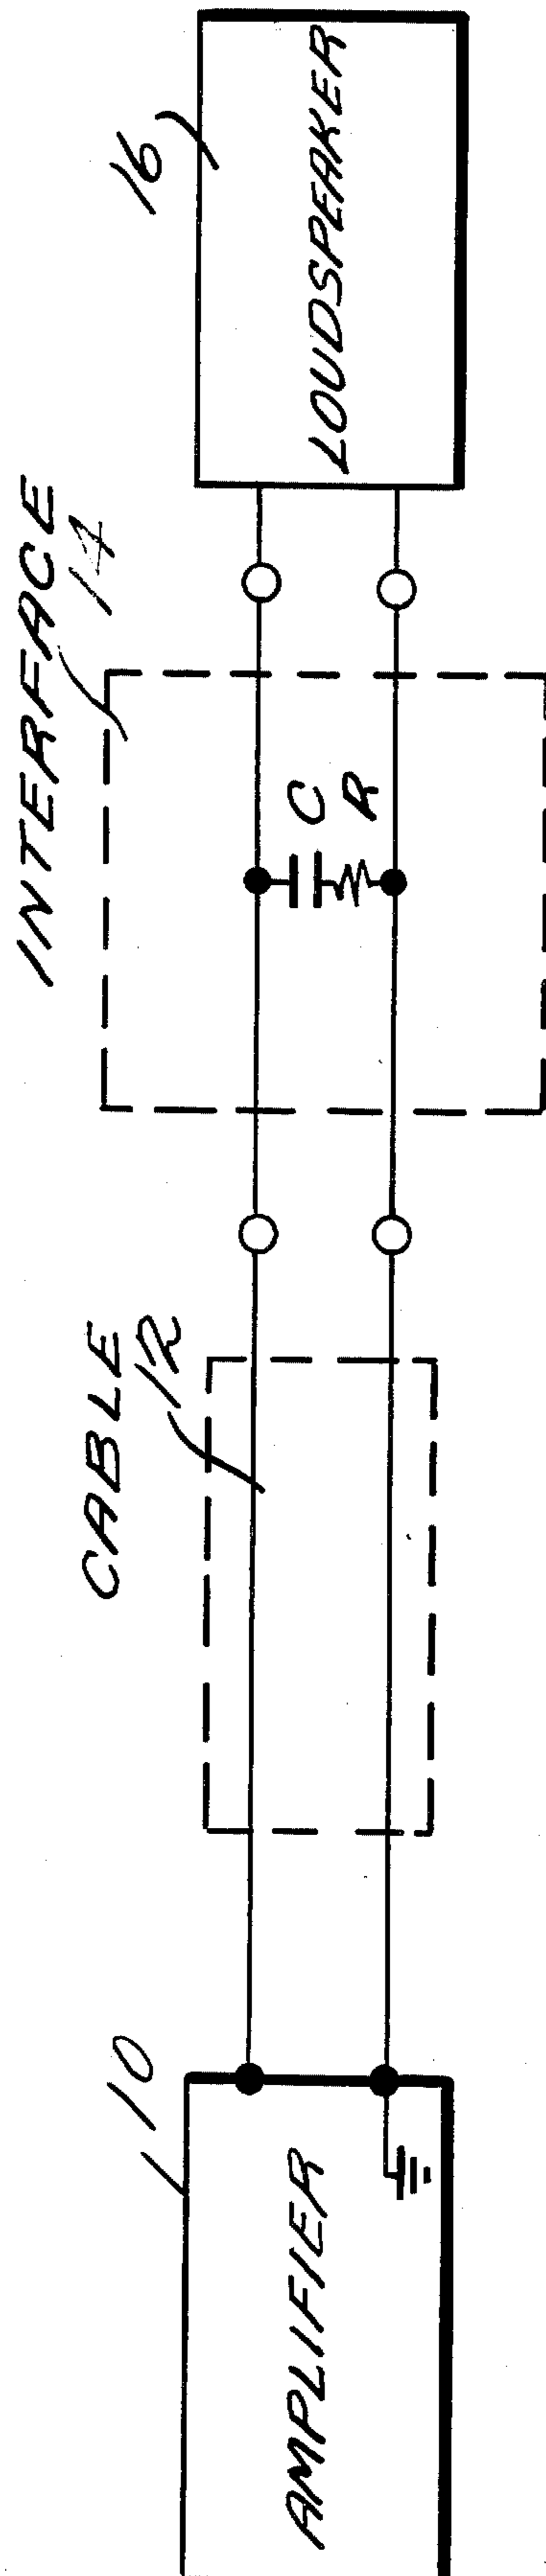 AMPLIFIER
10
CABLE
12
INTERFACE
14
C
R
LOUDSPEAKER
16